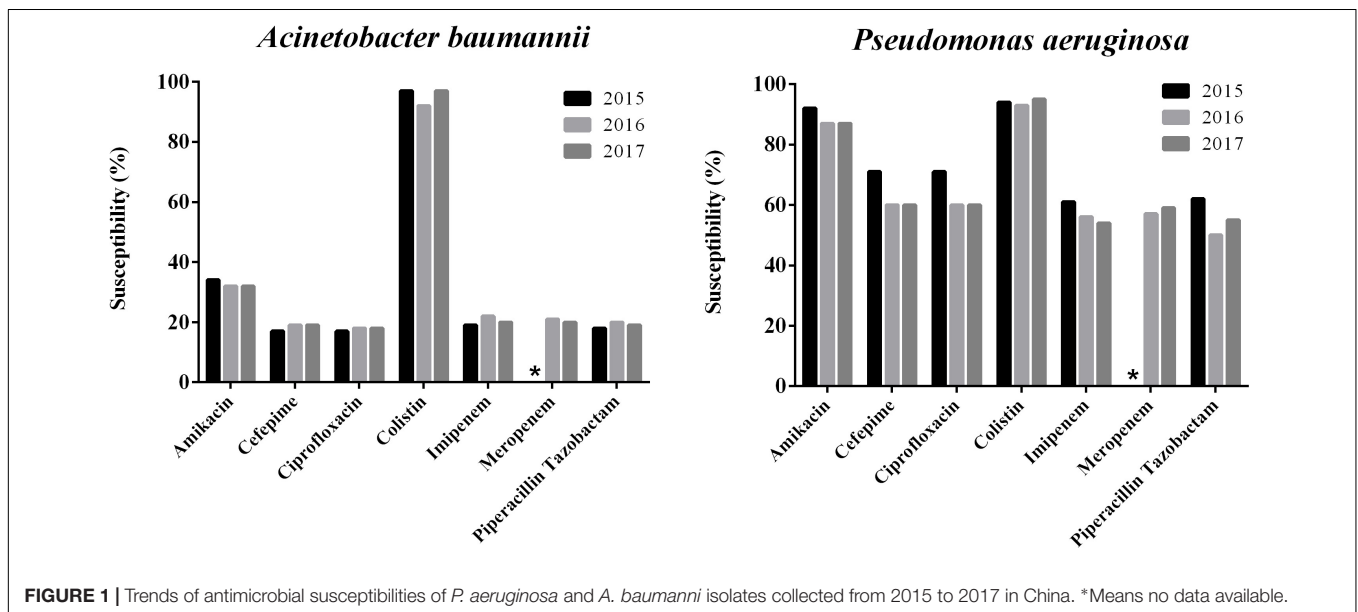 Acinetobacter baumannii
Susceptibility (%)
100
80
60
40
20
0
2015
2016
2017
*
Amikacin
Cefepime
Ciprofloxacin
Colistin
Imipenem
Meropenem
Piperacillin Tazobactam
Pseudomonas aeruginosa
Susceptibility (%)
100
80
60
40
20
0
2015
2016
2017
*
Amikacin
Cefepime
Ciprofloxacin
Colistin
Imipenem
Meropenem
Piperacillin Tazobactam
FIGURE 1 | Trends of antimicrobial susceptibilities of P. aeruginosa and A. baumanni isolates collected from 2015 to 2017 in China. *Means no data available.